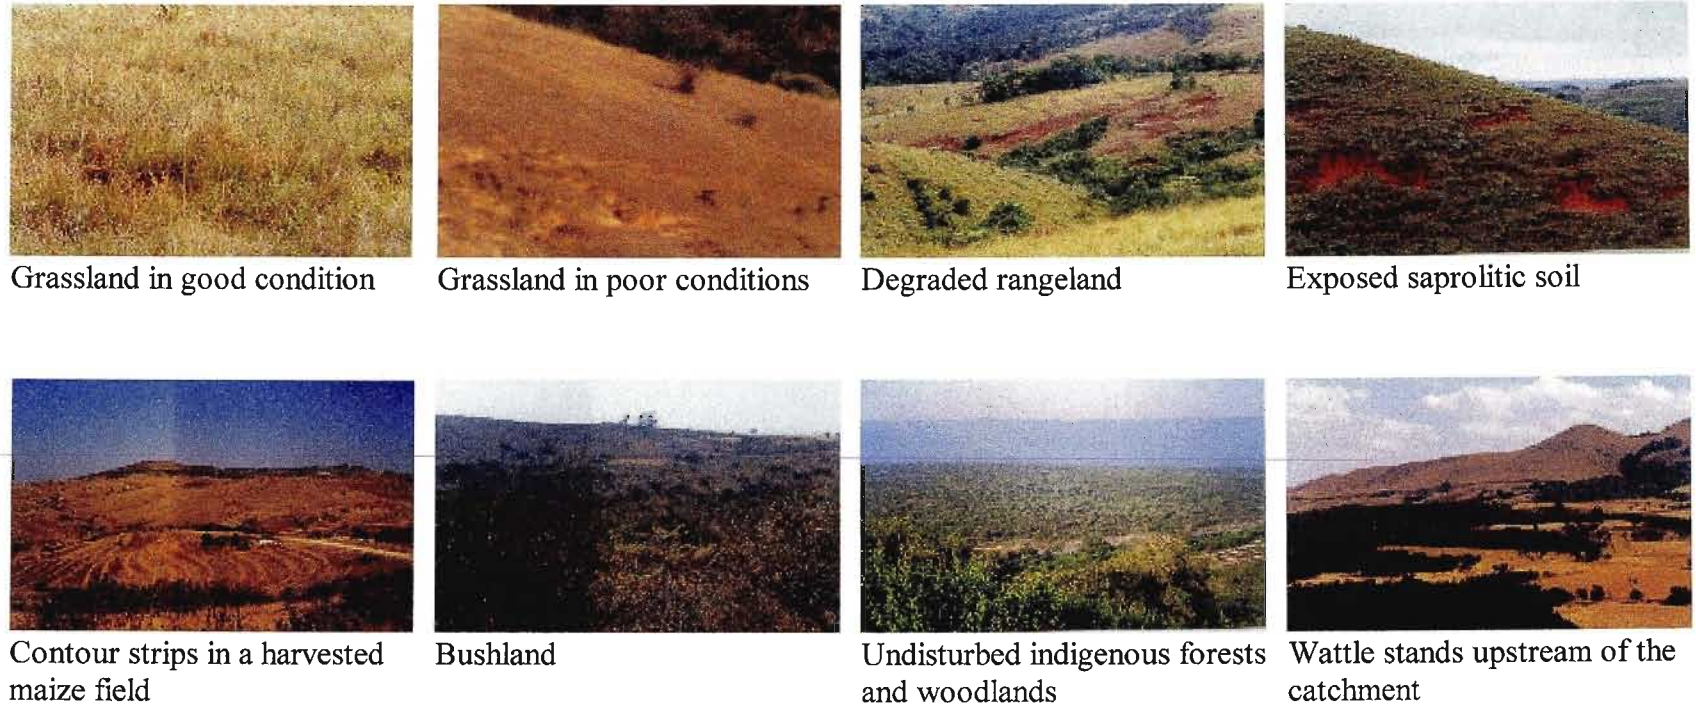 Grassland in good condition
Grassland in poor conditions
Degraded rangeland
Exposed saprolitic soil
Contour strips in a harvested
maize field
Bushland
Undisturbed indigenous forests
and woodlands
Wattle stands upstream of the
catchment